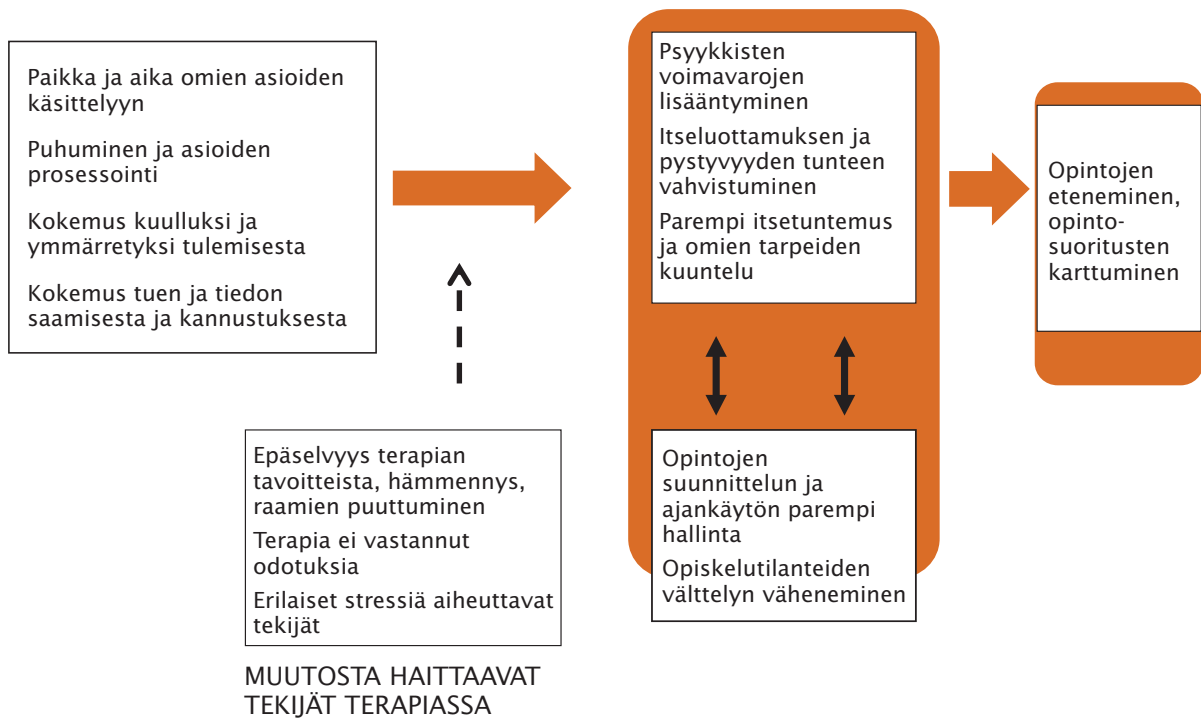 Paikka ja aika omien asioiden
käsittelyyn
Puhuminen ja asioiden
prosessointi
Kokemus kuulluksi ja
ymmärretyksi tulemisesta
Kokemus tuen ja tiedon
saamisesta ja kannustuksesta
Epäselvyys terapian
tavoitteista, hämmennys,
raamien puuttuminen
Terapia ei vastannut
odotuksia
Erilaiset stressiä aiheuttavat
tekijät
MUUTOSTA HAITTAAVAT
TEKIJÄT TERAPIASSA
Psyykkisten
voimavarojen
lisääntyminen
Itseluottamuksen ja
pystyvyyden tunteen
vahvistuminen
Parempi itsetuntemus
ja omien tarpeiden
kuuntelu
Opintojen
suunnittelun ja
ajankäytön parempi
hallinta
Opiskelutilanteiden
välttelyn väheneminen
Opintojen
eteneminen,
opinto-
suoritusten
karttuminen